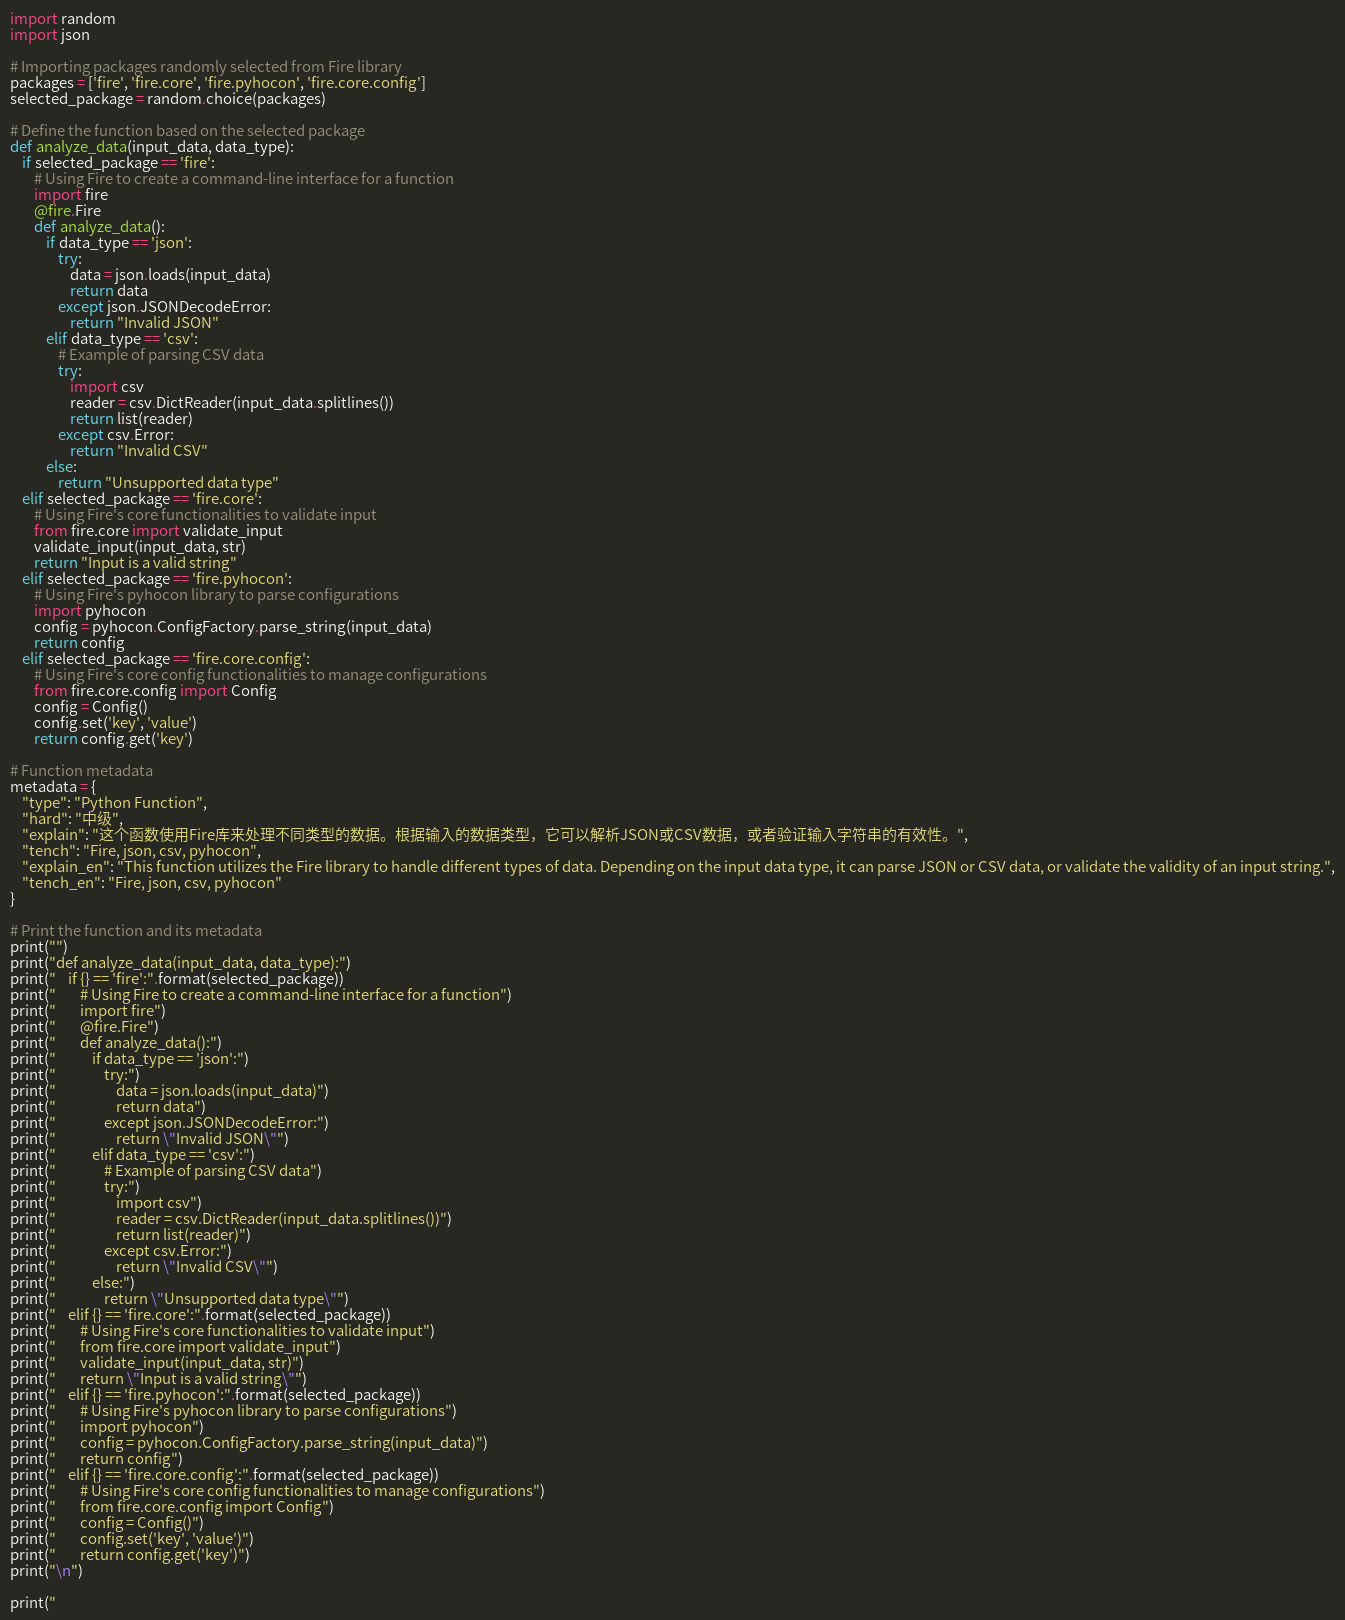 import random
import json

# Importing packages randomly selected from Fire library
packages = ['fire', 'fire.core', 'fire.pyhocon', 'fire.core.config']
selected_package = random.choice(packages)

# Define the function based on the selected package
def analyze_data(input_data, data_type):
    if selected_package == 'fire':
        # Using Fire to create a command-line interface for a function
        import fire
        @fire.Fire
        def analyze_data():
            if data_type == 'json':
                try:
                    data = json.loads(input_data)
                    return data
                except json.JSONDecodeError:
                    return "Invalid JSON"
            elif data_type == 'csv':
                # Example of parsing CSV data
                try:
                    import csv
                    reader = csv.DictReader(input_data.splitlines())
                    return list(reader)
                except csv.Error:
                    return "Invalid CSV"
            else:
                return "Unsupported data type"
    elif selected_package == 'fire.core':
        # Using Fire's core functionalities to validate input
        from fire.core import validate_input
        validate_input(input_data, str)
        return "Input is a valid string"
    elif selected_package == 'fire.pyhocon':
        # Using Fire's pyhocon library to parse configurations
        import pyhocon
        config = pyhocon.ConfigFactory.parse_string(input_data)
        return config
    elif selected_package == 'fire.core.config':
        # Using Fire's core config functionalities to manage configurations
        from fire.core.config import Config
        config = Config()
        config.set('key', 'value')
        return config.get('key')

# Function metadata
metadata = {
    "type": "Python Function",
    "hard": "中级",
    "explain": "这个函数使用Fire库来处理不同类型的数据。根据输入的数据类型，它可以解析JSON或CSV数据，或者验证输入字符串的有效性。",
    "tench": "Fire, json, csv, pyhocon",
    "explain_en": "This function utilizes the Fire library to handle different types of data. Depending on the input data type, it can parse JSON or CSV data, or validate the validity of an input string.",
    "tench_en": "Fire, json, csv, pyhocon"
}

# Print the function and its metadata
print("")
print("def analyze_data(input_data, data_type):")
print("    if {} == 'fire':".format(selected_package))
print("        # Using Fire to create a command-line interface for a function")
print("        import fire")
print("        @fire.Fire")
print("        def analyze_data():")
print("            if data_type == 'json':")
print("                try:")
print("                    data = json.loads(input_data)")
print("                    return data")
print("                except json.JSONDecodeError:")
print("                    return \"Invalid JSON\"")
print("            elif data_type == 'csv':")
print("                # Example of parsing CSV data")
print("                try:")
print("                    import csv")
print("                    reader = csv.DictReader(input_data.splitlines())")
print("                    return list(reader)")
print("                except csv.Error:")
print("                    return \"Invalid CSV\"")
print("            else:")
print("                return \"Unsupported data type\"")
print("    elif {} == 'fire.core':".format(selected_package))
print("        # Using Fire's core functionalities to validate input")
print("        from fire.core import validate_input")
print("        validate_input(input_data, str)")
print("        return \"Input is a valid string\"")
print("    elif {} == 'fire.pyhocon':".format(selected_package))
print("        # Using Fire's pyhocon library to parse configurations")
print("        import pyhocon")
print("        config = pyhocon.ConfigFactory.parse_string(input_data)")
print("        return config")
print("    elif {} == 'fire.core.config':".format(selected_package))
print("        # Using Fire's core config functionalities to manage configurations")
print("        from fire.core.config import Config")
print("        config = Config()")
print("        config.set('key', 'value')")
print("        return config.get('key')")
print("\n")

print("